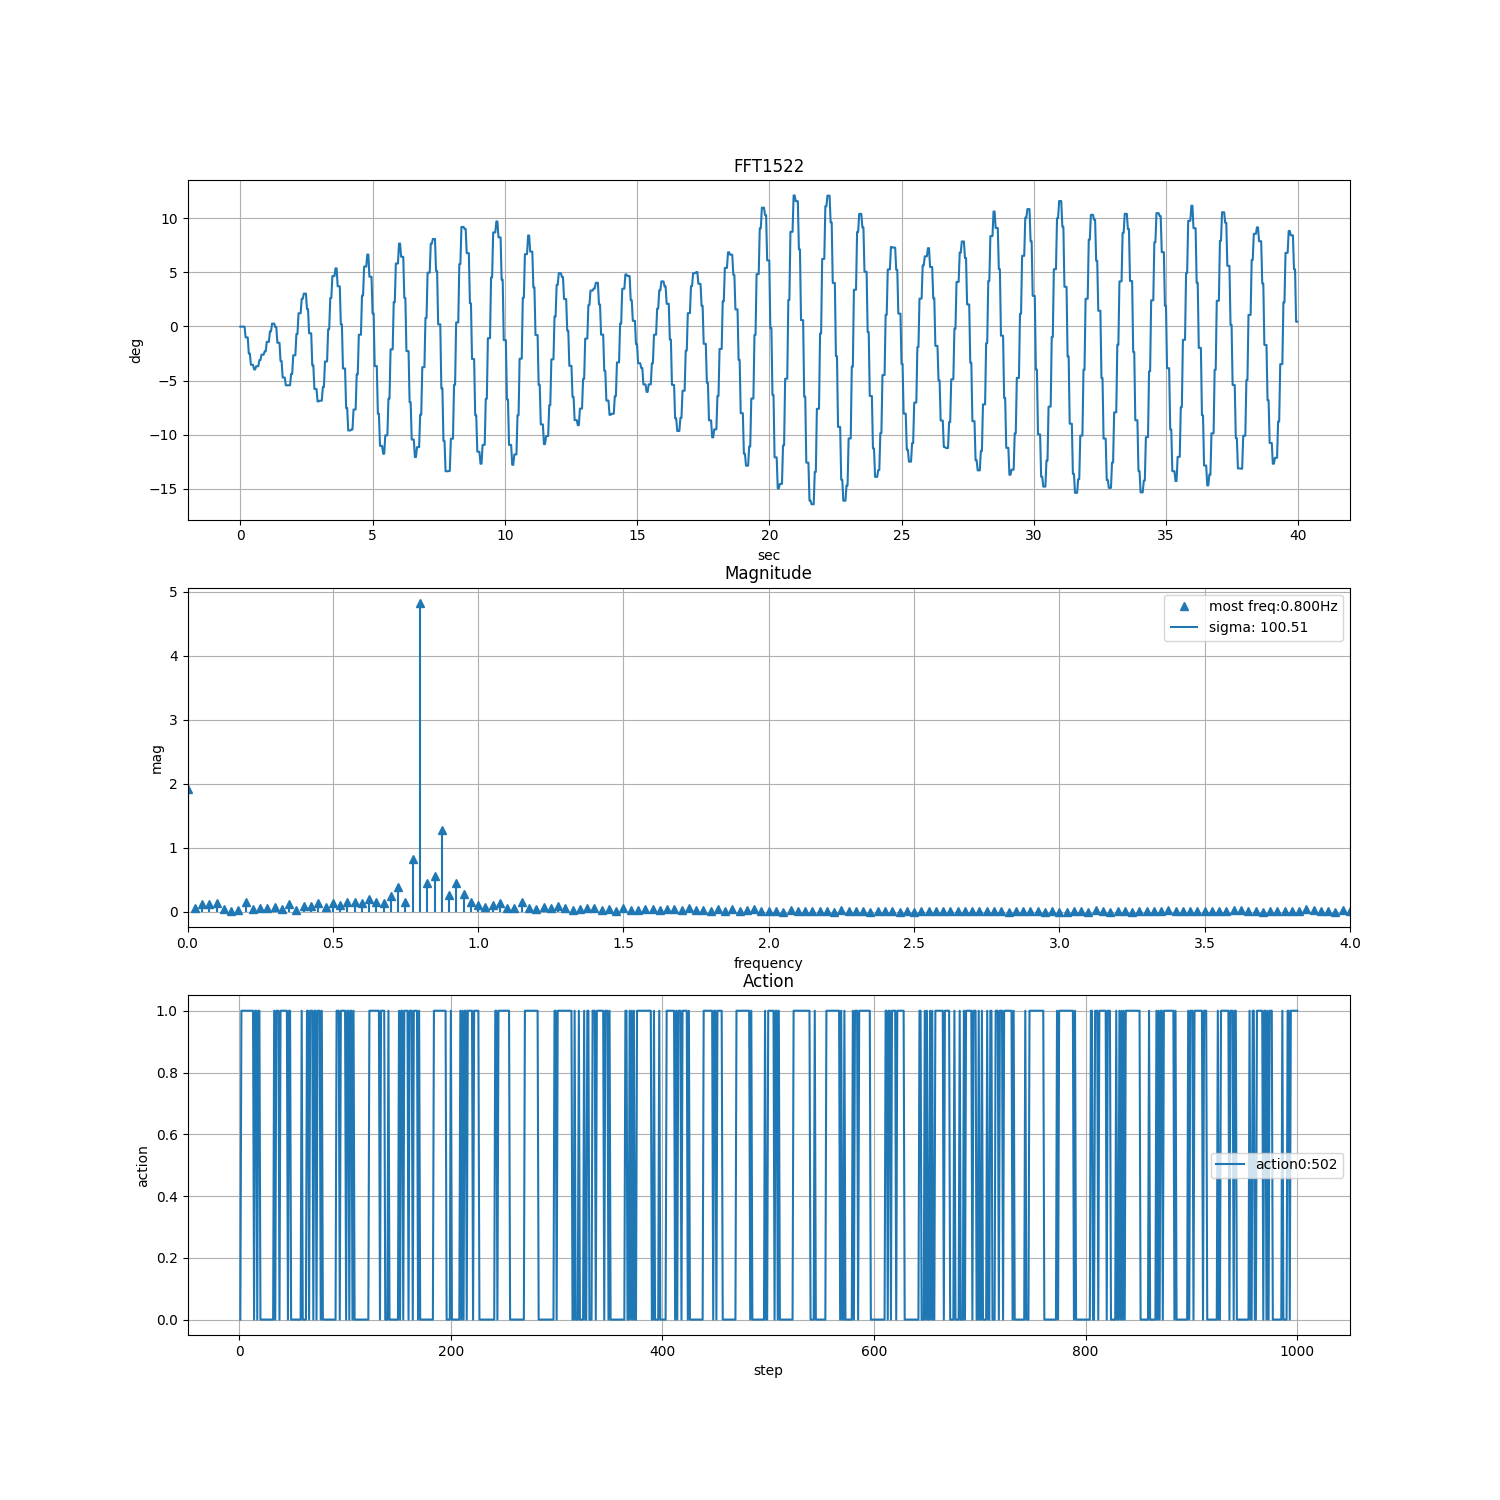 FFT1522
10
5
0
−5
−10
−15
deg
0 5 10 15 20 25 30 35 40
sec
Magnitude
5
4
3
2
1
0
mag
most freq:0.800Hz
sigma: 100.51
0.0 0.5 1.0 1.5 2.0 2.5 3.0 3.5 4.0
frequency
Action
1.0
0.8
0.6
0.4
0.2
0.0
action
action0:502
0 200 400 600 800 1000
step